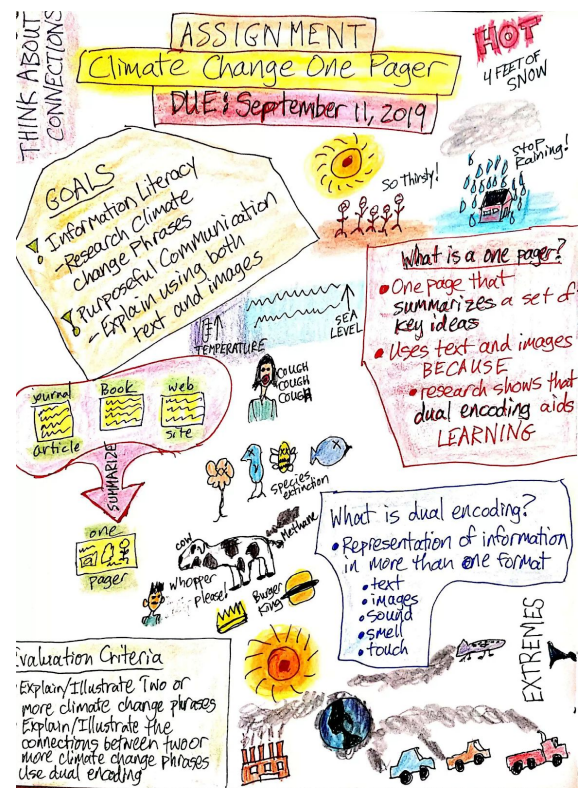 THINK ABOUT
CONNECTIONS
ASSIGNMENT
Climate Change One Pager
DUE: September 11, 2019
HOT
4 FEET OF
SNOW
GOALS
Information Literacy
-Research Climate
change Phrases
Purposeful Communication
- Explain using both
text and images
So Thirsty!
STOP
Raining!
What is a one pager?
One page that
summarizes a set of
key ideas
Uses text and images
BECAUSE
research shows that
dual encoding aids
LEARNING
TEMPERATURE
SEA
LEVEL
COUGH
COUGH
COUGH
journal
article
Book
web
site
SUMMARIZE
one
pager
species
extinction
cow
Methane
Whopper
please!
Burger
King
What is dual encoding?
Representation of information
in more than one format
text
images
sound
smell
touch
EXTREMES
Evaluation Criteria
Explain/Illustrate Two or
more climate change phrases
Explain/Illustrate the
connections between two or
more climate change phrases
Use dual encoding